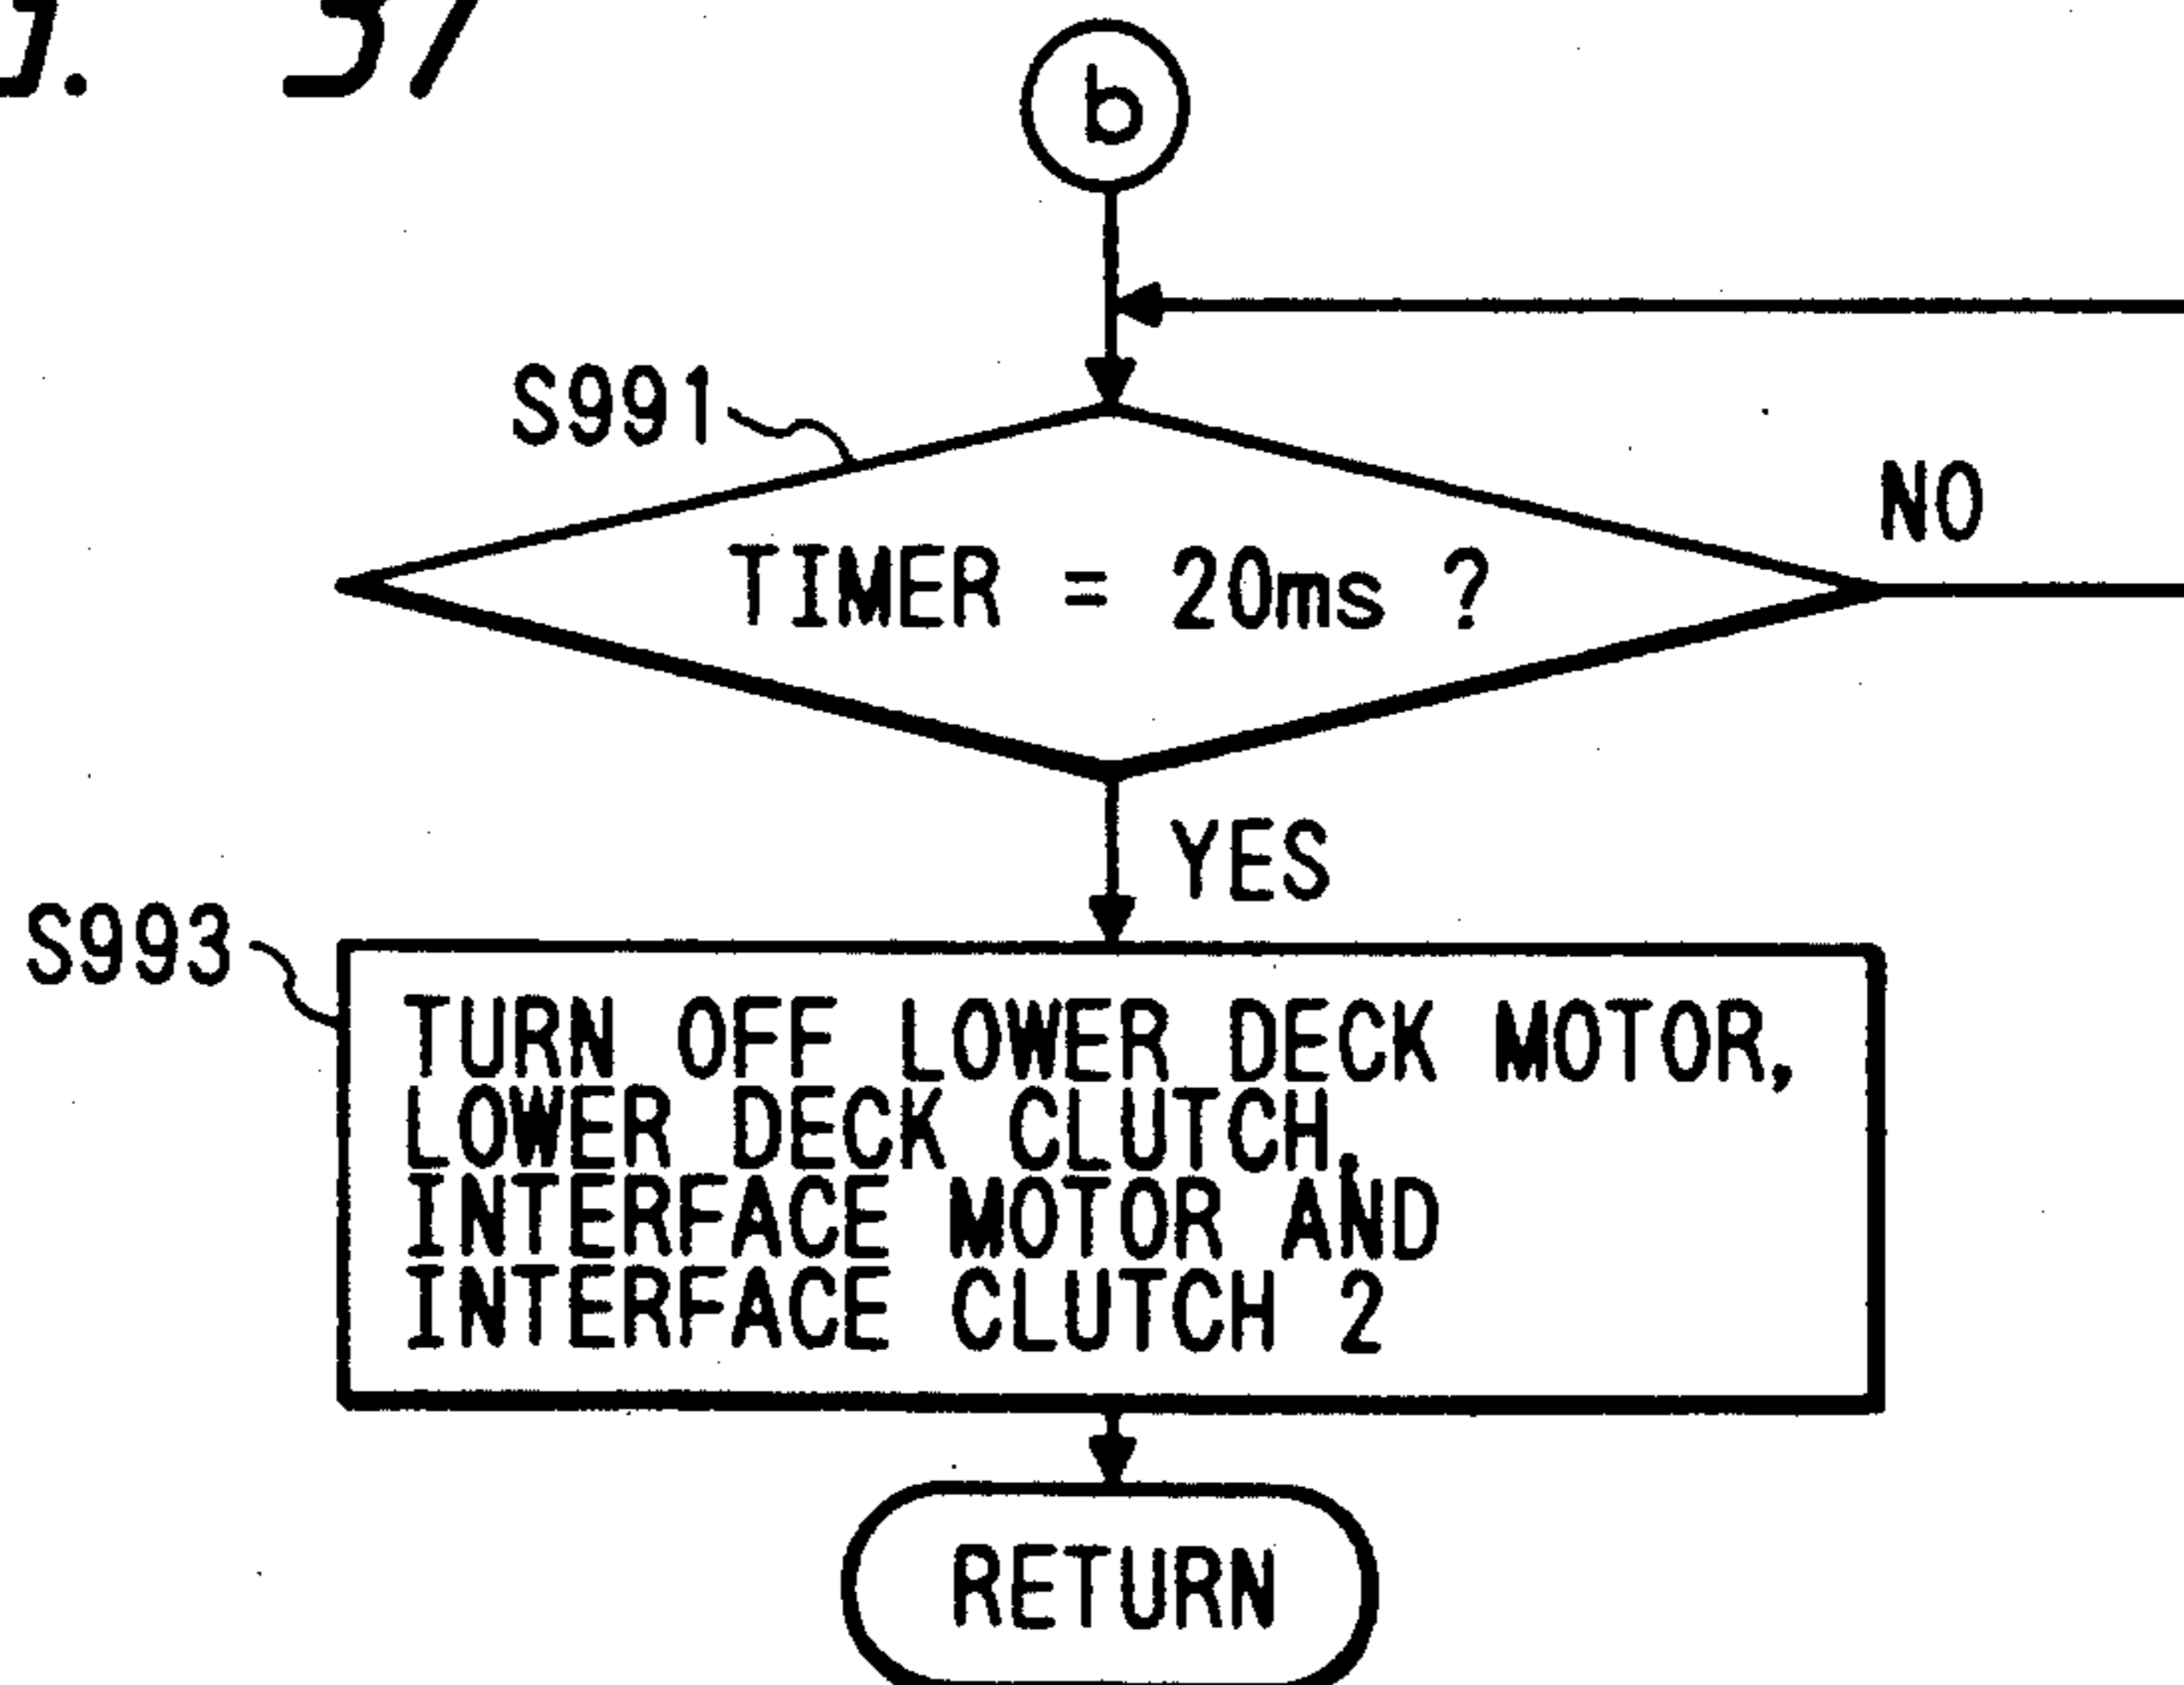 b
S991
NO
TIMER = 20ms ?
YES
S993
TURN OFF LOWER DECK MOTOR,
LOWER DECK CLUTCH,
INTERFACE MOTOR AND
INTERFACE CLUTCH 2
RETURN